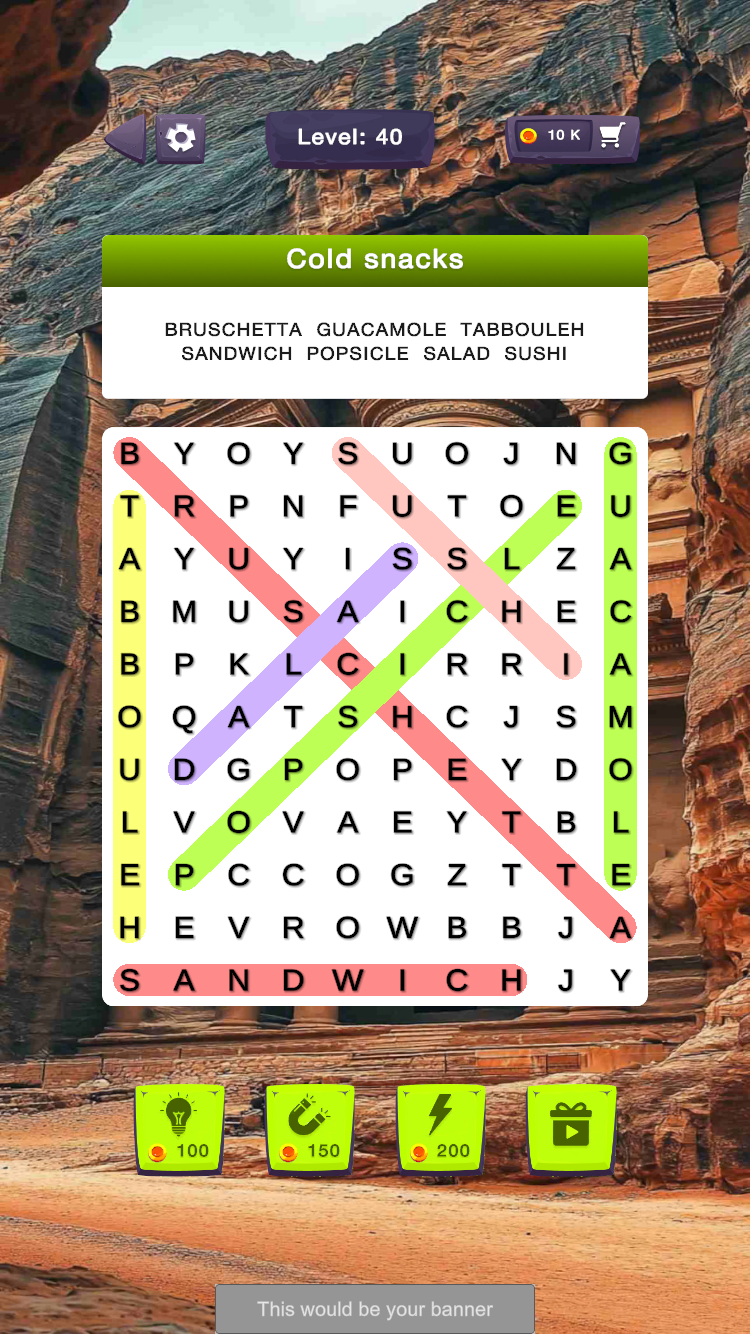 Level: 40
10 K
Cold snacks
BRUSCHETTA GUACAMOLE TABBOULEH
SANDWICH POPSICLE SALAD SUSHI
B Y O Y S U O J N G
T R P N F U T O E U
A Y U Y I S S L Z A
B M U S A I C H E C
B P K L C I R R I A
O Q A T S H C J S M
U D G P O P E Y D O
L V O V A E Y T B L
E P C C O G Z T T E
H E V R O W B B J A
S A N D W I C H J Y
100 150 200
This would be your banner